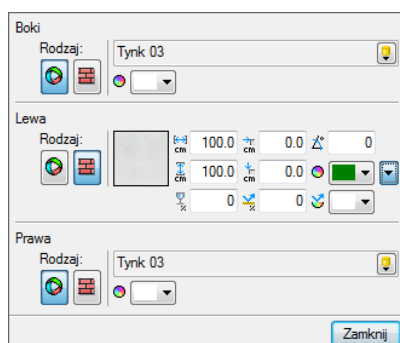 Boki
Rodzaj: Tynk 03
Lewa
Rodzaj: cm 100.0 cm 0.0 0
cm 100.0 cm 0.0
% 0 % 0
Prawa
Rodzaj: Tynk 03
Zamknij